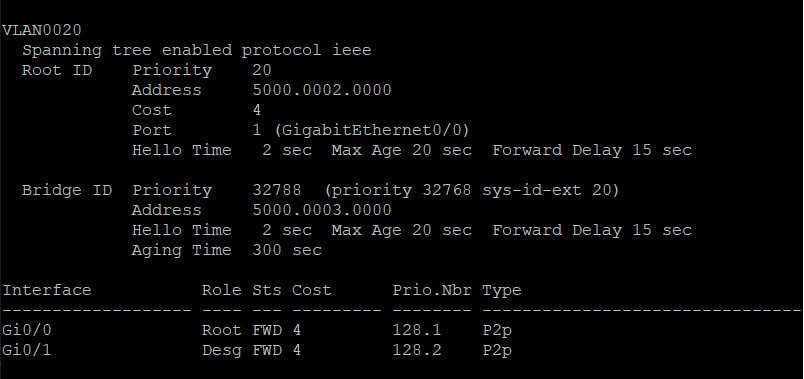 VLAN0020
  Spanning tree enabled protocol ieee
  Root ID    Priority    20
             Address     5000.0002.0000
             Cost        4
             Port        1 (GigabitEthernet0/0)
             Hello Time   2 sec  Max Age 20 sec  Forward Delay 15 sec
  Bridge ID  Priority    32788  (priority 32768 sys-id-ext 20)
             Address     5000.0003.0000
             Hello Time   2 sec  Max Age 20 sec  Forward Delay 15 sec
             Aging Time  300 sec
Interface           Role Sts Cost      Prio.Nbr Type
------------------- ---- --- --------- -------- --------------------------------
Gi0/0               Root FWD 4         128.1    P2p
Gi0/1               Desg FWD 4         128.2    P2p